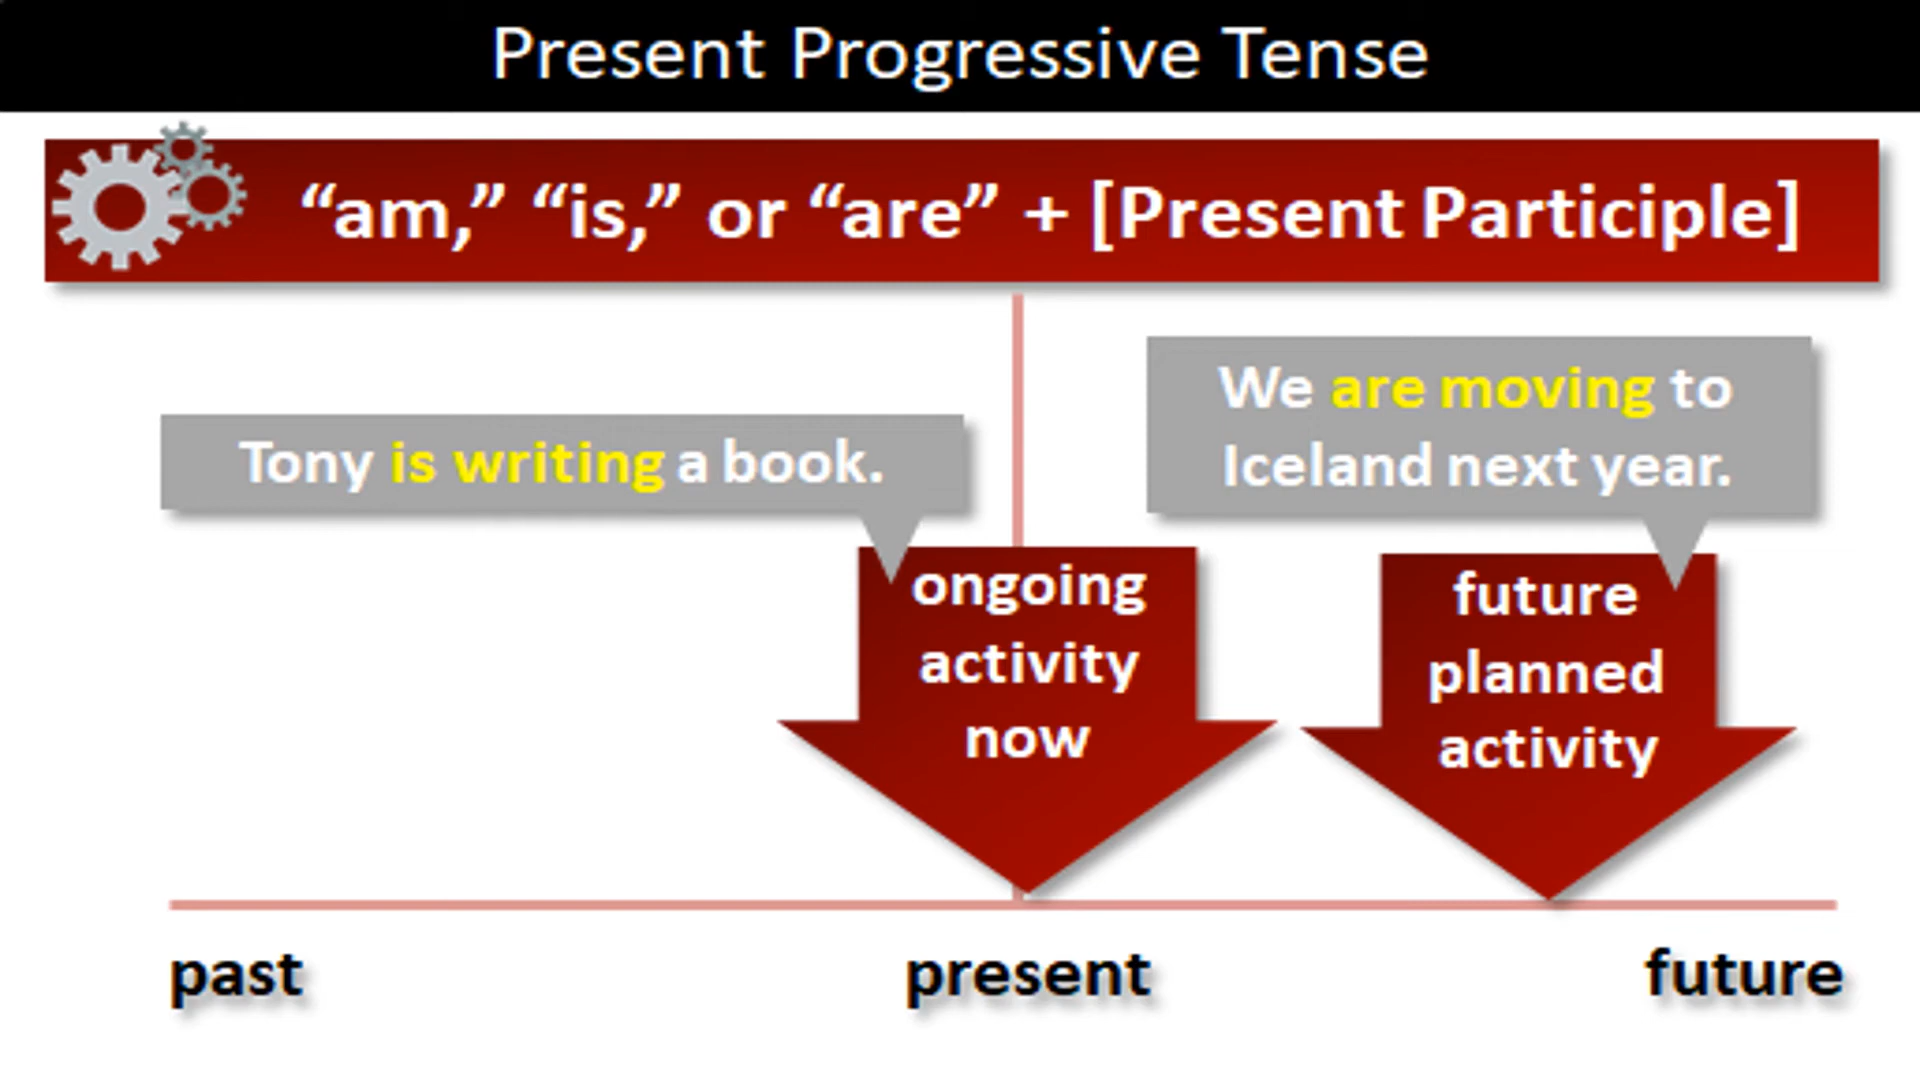 Present Progressive Tense
“am,” “is,” or “are” + [Present Participle]
Tony is writing a book.
We are moving to
Iceland next year.
ongoing
activity
now
future
planned
activity
past
present
future